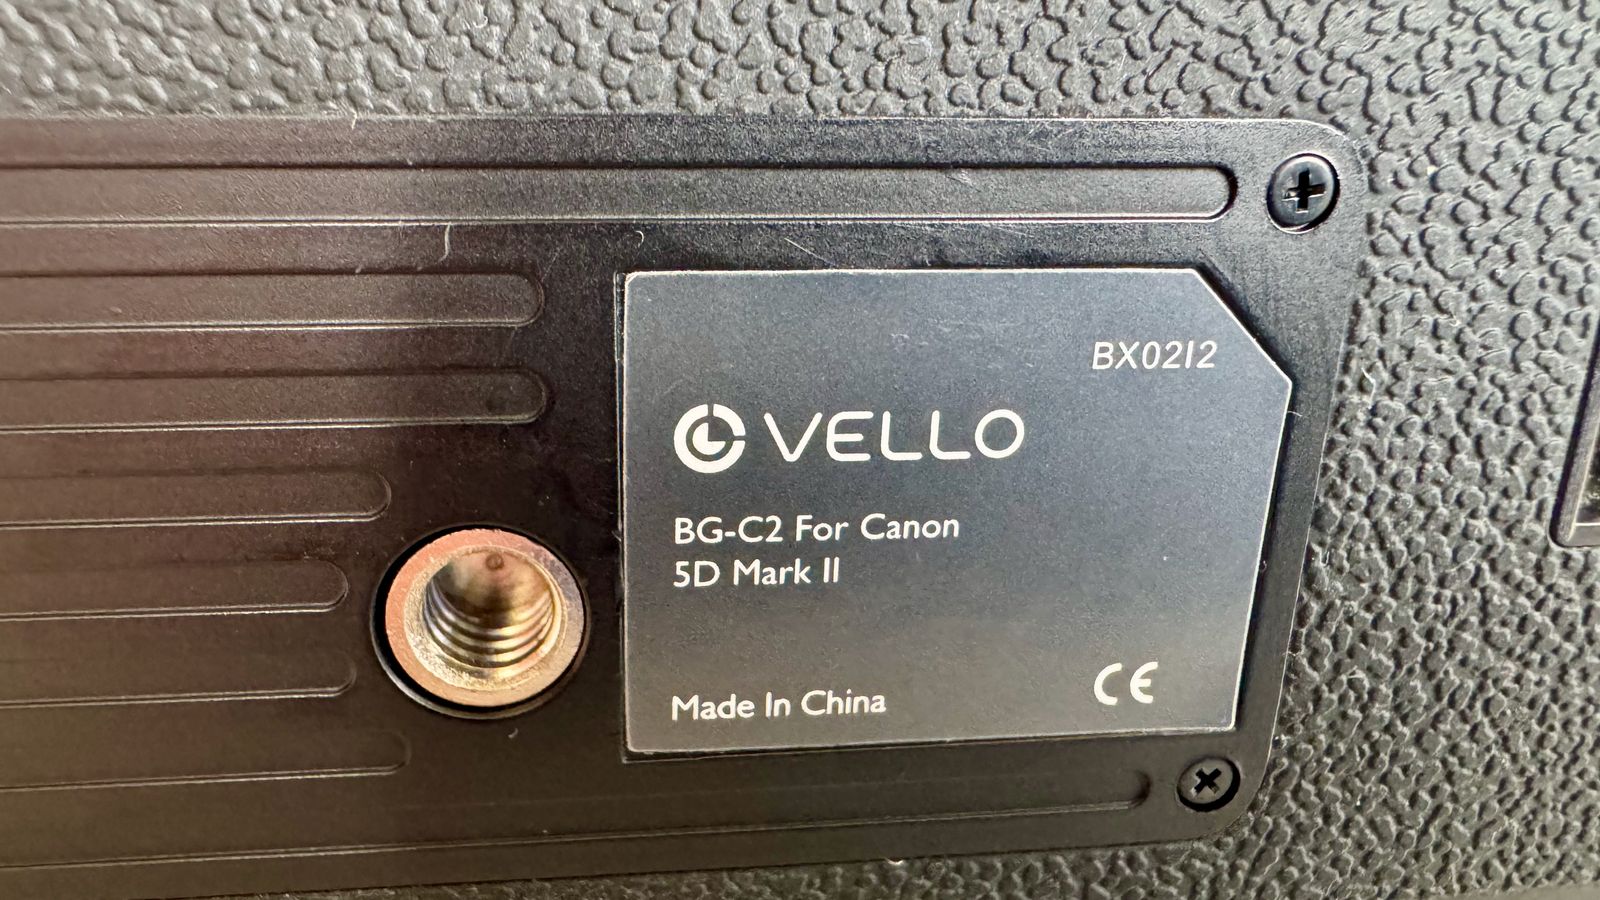 BX0212
VELLO
BG-C2 For Canon
5D Mark II
Made In China
CE